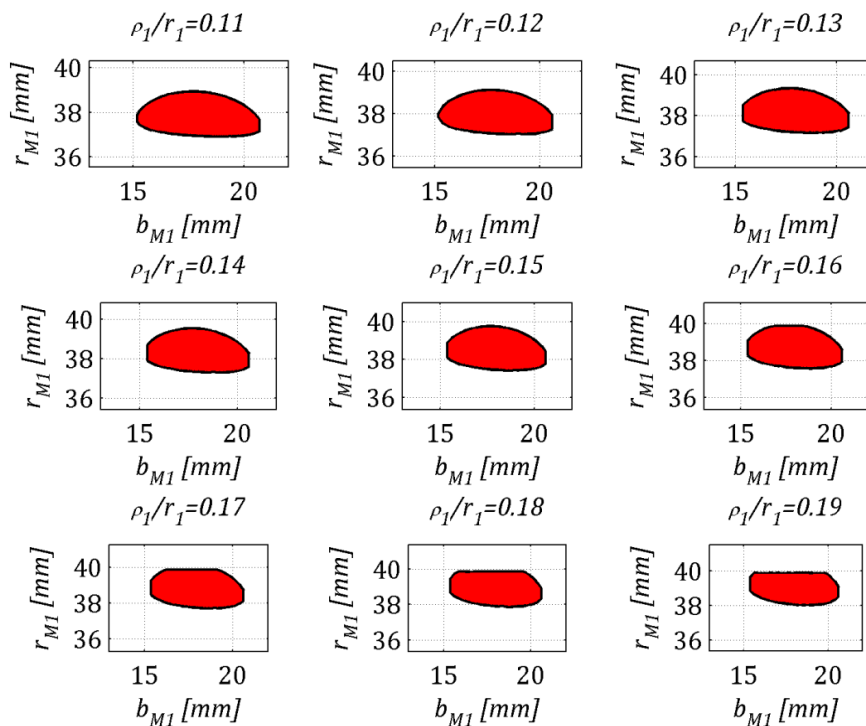 ρ1/r1=0.11
ρ1/r1=0.12
ρ1/r1=0.13
rM1 [mm]
40
38
36
15
20
bM1 [mm]
rM1 [mm]
40
38
36
15
20
bM1 [mm]
rM1 [mm]
40
38
36
15
20
bM1 [mm]
ρ1/r1=0.14
ρ1/r1=0.15
ρ1/r1=0.16
rM1 [mm]
40
38
36
15
20
bM1 [mm]
rM1 [mm]
40
38
36
15
20
bM1 [mm]
rM1 [mm]
40
38
36
15
20
bM1 [mm]
ρ1/r1=0.17
ρ1/r1=0.18
ρ1/r1=0.19
rM1 [mm]
40
38
36
15
20
bM1 [mm]
rM1 [mm]
40
38
36
15
20
bM1 [mm]
rM1 [mm]
40
38
36
15
20
bM1 [mm]